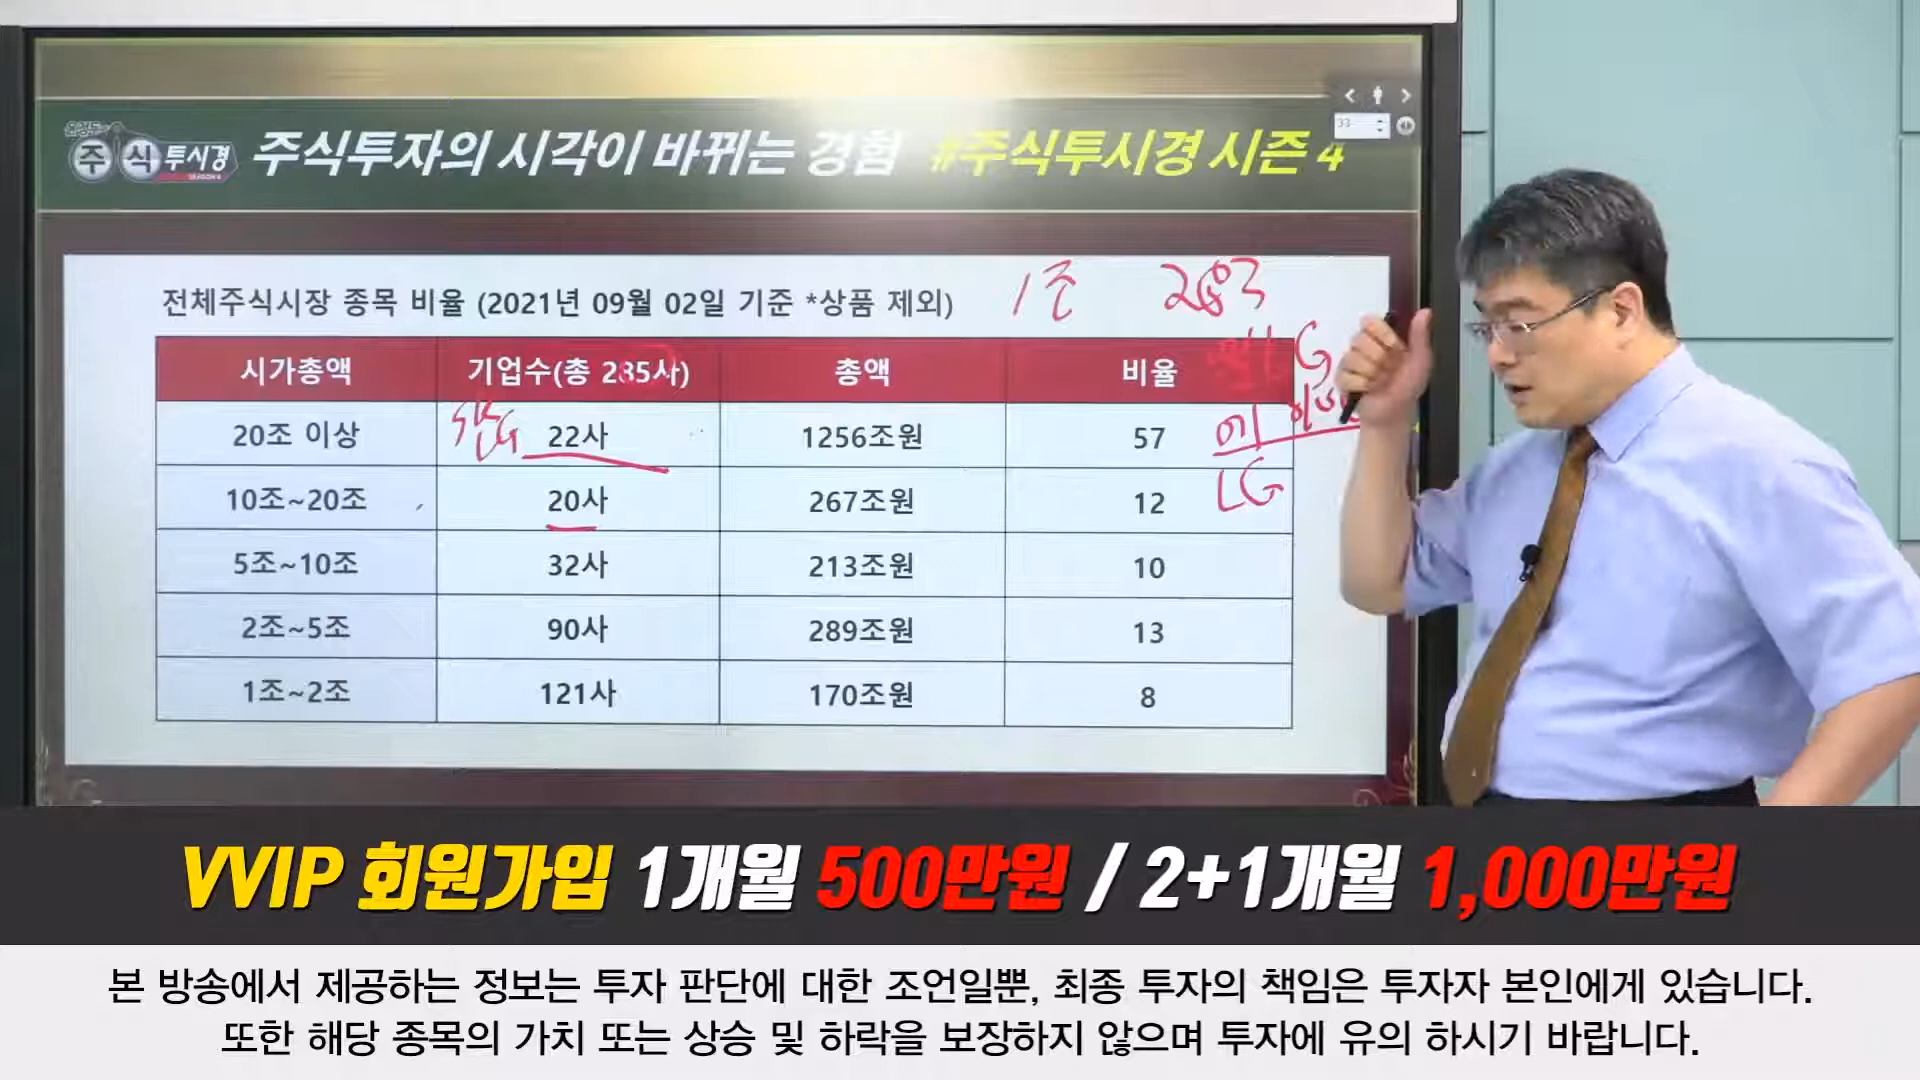 주식투시경 주식투자의 시각이 바뀌는 경험 #주식투시경 시즌 4
33
전체주식시장 종목 비율 (2021년 09월 02일 기준 *상품 제외)
1조
시가총액 기업수(총 285사) 총액 비율
20조 이상 22사 1256조원 57
10조~20조 20사 267조원 12
LG
5조~10조 32사 213조원 10
2조~5조 90사 289조원 13
1조~2조 121사 170조원 8
VVIP 회원가입 1개월 500만원 / 2+1개월 1,000만원
본 방송에서 제공하는 정보는 투자 판단에 대한 조언일뿐, 최종 투자의 책임은 투자자 본인에게 있습니다.
또한 해당 종목의 가치 또는 상승 및 하락을 보장하지 않으며 투자에 유의 하시기 바랍니다.